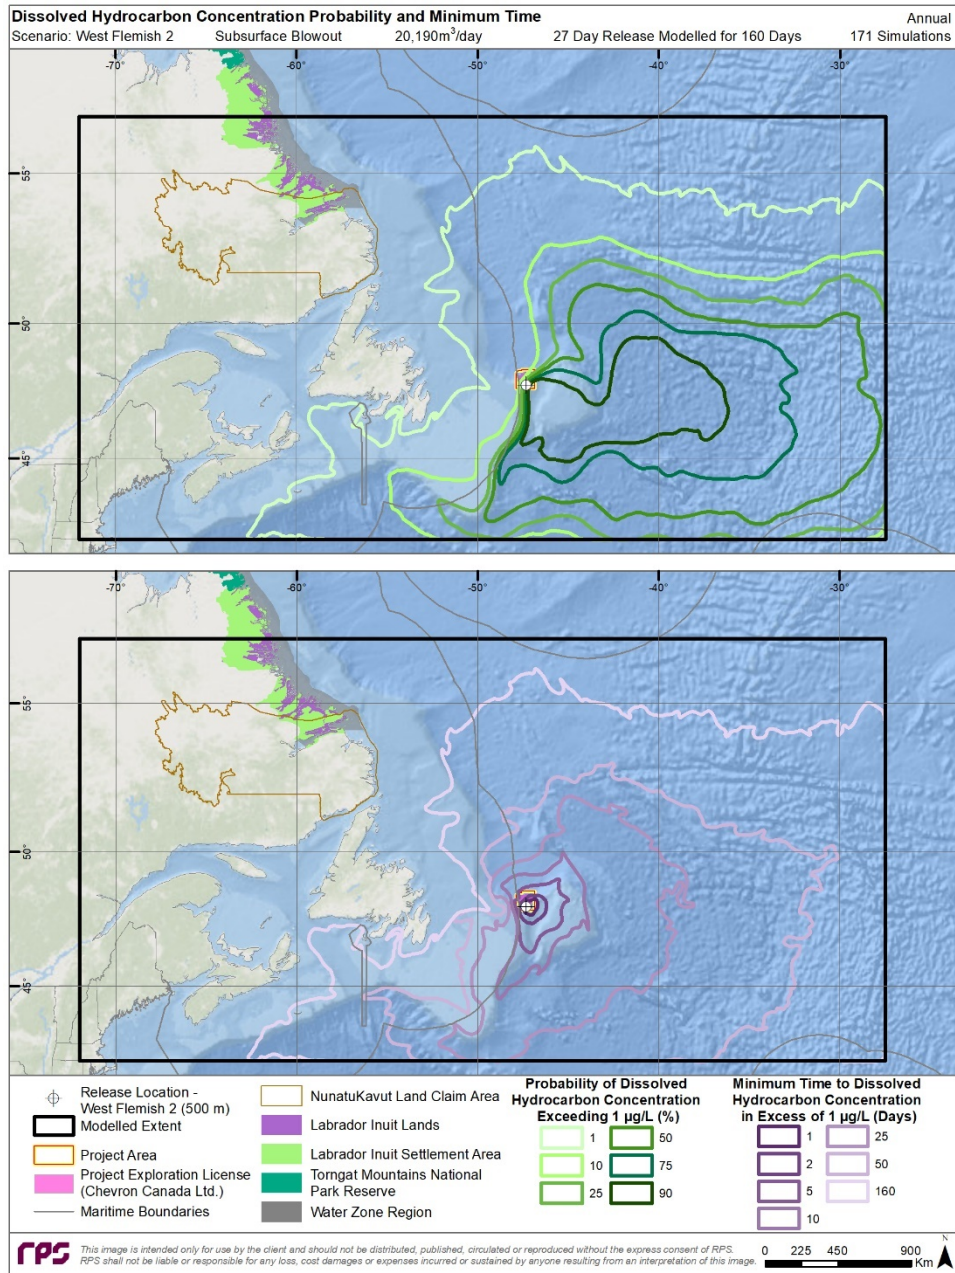 Dissolved Hydrocarbon Concentration Probability and Minimum Time Annual
Scenario: West Flemish 2 Subsurface Blowout 20,190m³/day 27 Day Release Modelled for 160 Days 171 Simulations
-70° -60° -50° -40° -30°
55°
50°
45°
-70° -60° -50° -40° -30°
55°
50°
45°
Release Location -
West Flemish 2 (500 m)
Modelled Extent
Project Area
Project Exploration License
(Chevron Canada Ltd.)
Maritime Boundaries
NunatuKavut Land Claim Area
Labrador Inuit Lands
Labrador Inuit Settlement Area
Torngat Mountains National
Park Reserve
Water Zone Region
Probability of Dissolved
Hydrocarbon Concentration
Exceeding 1 µg/L (%)
1 50
10 75
25 90
Minimum Time to Dissolved
Hydrocarbon Concentration
in Excess of 1 µg/L (Days)
1 25
2 50
5 160
10
rps
This image is intended only for use by the client and should not be distributed, published, circulated or reproduced without the express consent of RPS.
RPS shall not be liable or responsible for any loss, cost damages or expenses incurred or sustained by anyone resulting from an interpretation of this image.
0 225 450 900
Km
N